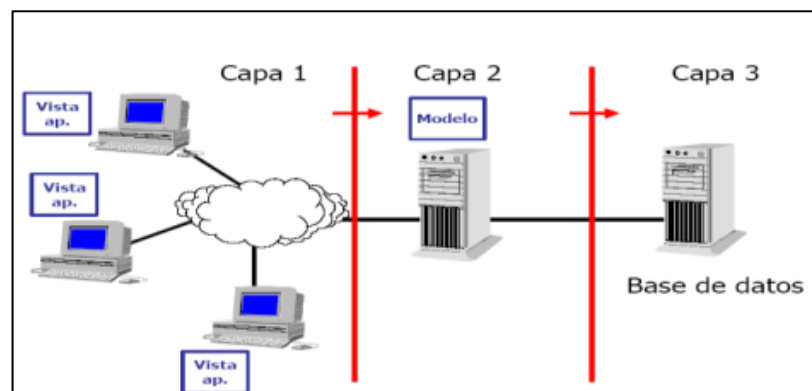 Capa 1
Capa 2
Capa 3
Vista
ap.
Modelo
Vista
ap.
Base de datos
Vista
ap.